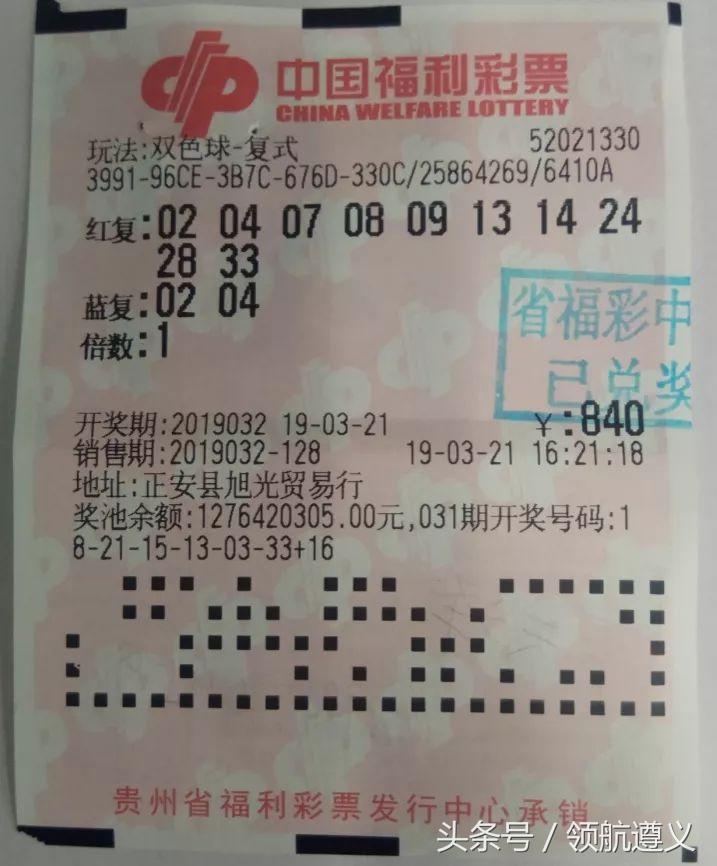 中国福利彩票
CHINA WELFARE LOTTERY
玩法:双色球-复式 52021330
3991-96CE-3B7C-676D-330C/25864269/6410A
红复:02 04 07 08 09 13 14 24
28 33
蓝复:02 04
倍数:1
省福彩中
已兑奖
开奖期:2019032 19-03-21 ¥:840
销售期:2019032-128 19-03-21 16:21:18
地址:正安县旭光贸易行
奖池余额:1276420305.00元,031期开奖号码:1
8-21-15-13-03-33+16
贵州省福利彩票发行中心承销
头条号／领航遵义